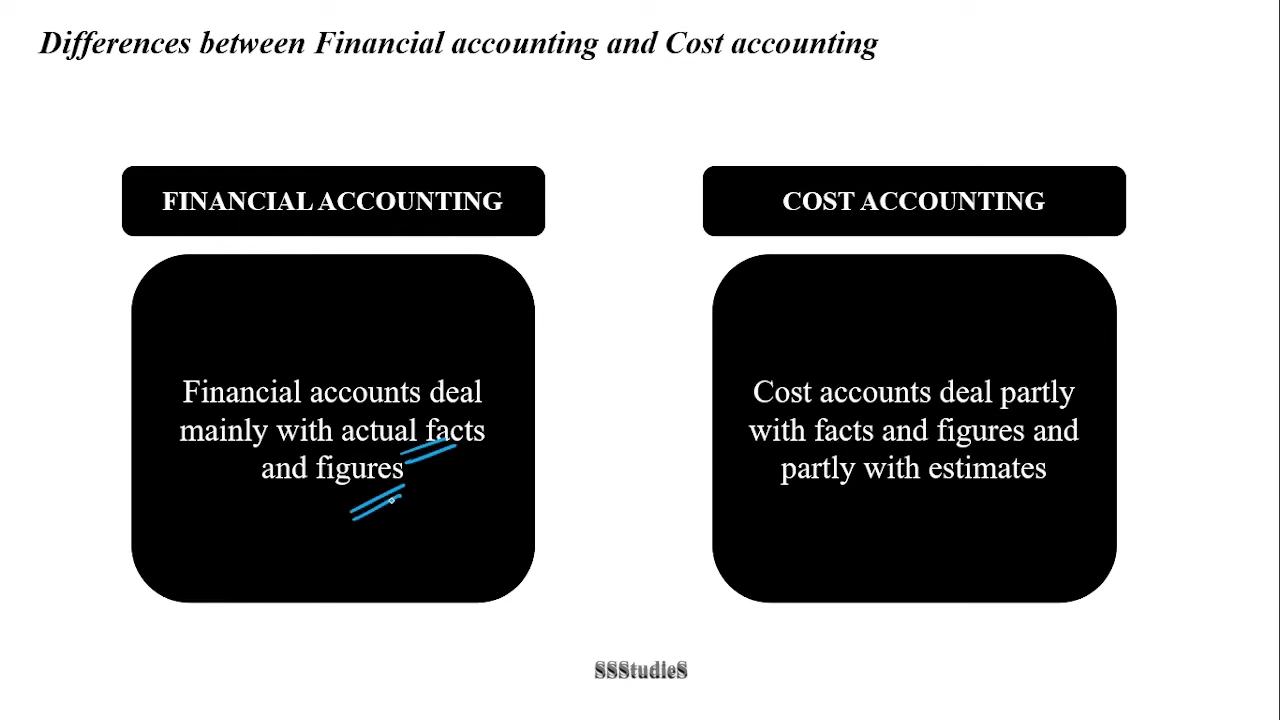 Differences between Financial accounting and Cost accounting
FINANCIAL ACCOUNTING
Financial accounts deal
mainly with actual facts
and figures
COST ACCOUNTING
Cost accounts deal partly
with facts and figures and
partly with estimates
SSStudieS